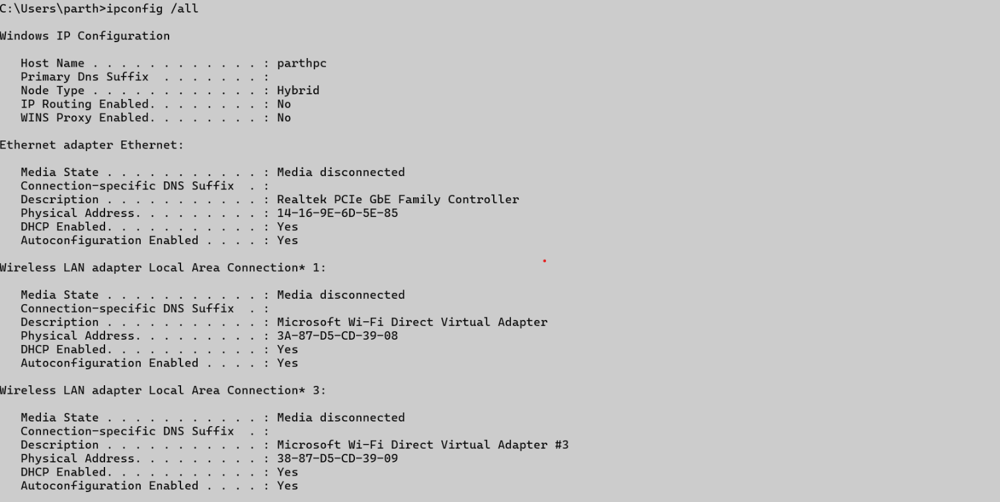 C:\Users\parth>ipconfig /all
Windows IP Configuration
Host Name . . . . . . . . . . . . : parthpc
Primary Dns Suffix  . . . . . . . :
Node Type . . . . . . . . . . . . : Hybrid
IP Routing Enabled. . . . . . . . : No
WINS Proxy Enabled. . . . . . . . : No
Ethernet adapter Ethernet:
Media State . . . . . . . . . . . : Media disconnected
Connection-specific DNS Suffix  . :
Description . . . . . . . . . . . : Realtek PCIe GbE Family Controller
Physical Address. . . . . . . . . : 14-16-9E-6D-5E-85
DHCP Enabled. . . . . . . . . . . : Yes
Autoconfiguration Enabled . . . . : Yes
Wireless LAN adapter Local Area Connection* 1:
Media State . . . . . . . . . . . : Media disconnected
Connection-specific DNS Suffix  . :
Description . . . . . . . . . . . : Microsoft Wi-Fi Direct Virtual Adapter
Physical Address. . . . . . . . . : 3A-87-D5-CD-39-08
DHCP Enabled. . . . . . . . . . . : Yes
Autoconfiguration Enabled . . . . : Yes
Wireless LAN adapter Local Area Connection* 3:
Media State . . . . . . . . . . . : Media disconnected
Connection-specific DNS Suffix  . :
Description . . . . . . . . . . . : Microsoft Wi-Fi Direct Virtual Adapter #3
Physical Address. . . . . . . . . : 38-87-D5-CD-39-09
DHCP Enabled. . . . . . . . . . . : Yes
Autoconfiguration Enabled . . . . : Yes